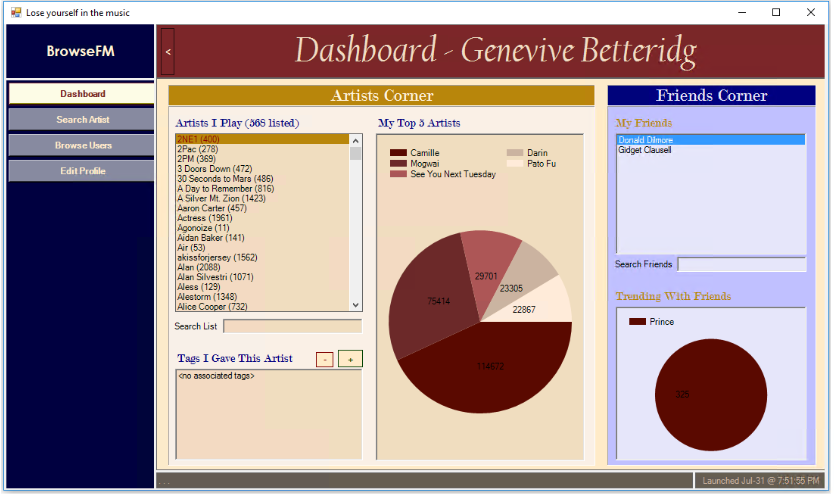 Lose yourself in the music
BrowseFM
<
Dashboard - Genevive Betteridg
Dashboard
Search Artist
Browse Users
Edit Profile
Artists Corner
Artists I Play (568 listed)
2NE1 (400)
2Pac (278)
2PM (369)
3 Doors Down (472)
30 Seconds to Mars (486)
A Day to Remember (816)
A Silver Mt. Zion (1423)
Aaron Carter (457)
Actress (1961)
Agonoize (11)
Aidan Baker (141)
Air (53)
akissforjersey (1562)
Alan (2088)
Alan Silvestri (1071)
Aless (129)
Alestorm (1348)
Alice Cooper (732)
Search List
Tags I Gave This Artist
- +
<no associated tags>
My Top 5 Artists
Camille
Mogwai
See You Next Tuesday
Darin
Pato Fu
29701
23305
75414
22867
114672
Friends Corner
My Friends
Donald Dilmore
Gidget Clausell
Search Friends
Trending With Friends
Prince
325
. . .
Launched Jul-31 @ 7:51:55 PM